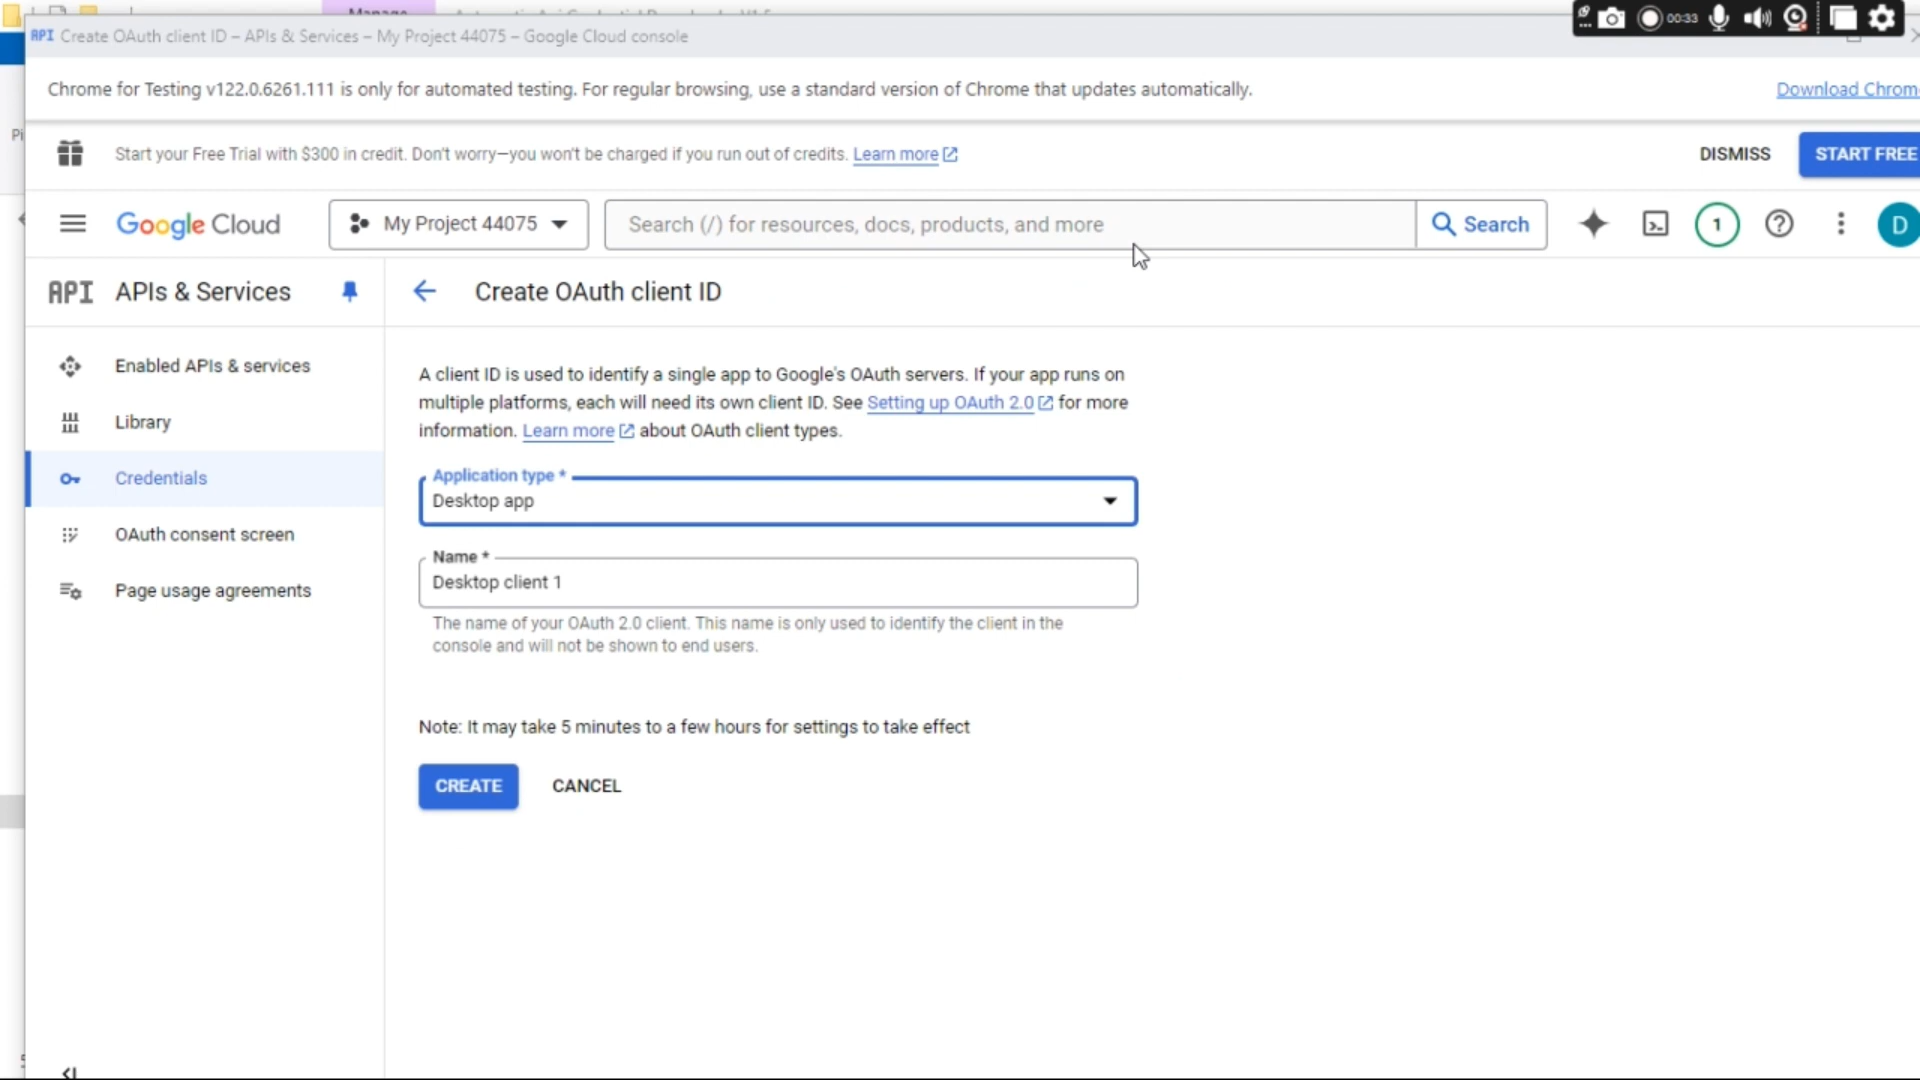 Manage
00:33
API Create OAuth client ID – APIs & Services – My Project 44075 – Google Cloud console
Chrome for Testing v122.0.6261.111 is only for automated testing. For regular browsing, use a standard version of Chrome that updates automatically.
Download Chrome
Start your Free Trial with $300 in credit. Don't worry—you won't be charged if you run out of credits. Learn more
DISMISS
START FREE
Google Cloud
My Project 44075
Search (/) for resources, docs, products, and more
Search
1
D
API APIs & Services
Create OAuth client ID
Enabled APIs & services
Library
Credentials
OAuth consent screen
Page usage agreements
A client ID is used to identify a single app to Google's OAuth servers. If your app runs on
multiple platforms, each will need its own client ID. See Setting up OAuth 2.0 for more
information. Learn more about OAuth client types.
Application type *
Desktop app
Name *
Desktop client 1
The name of your OAuth 2.0 client. This name is only used to identify the client in the
console and will not be shown to end users.
Note: It may take 5 minutes to a few hours for settings to take effect
CREATE
CANCEL